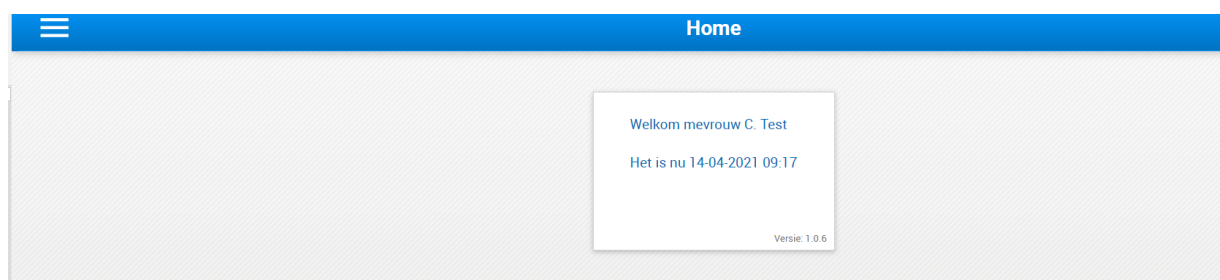 Home
Welkom mevrouw C. Test
Het is nu 14-04-2021 09:17
Versie: 1.0.6